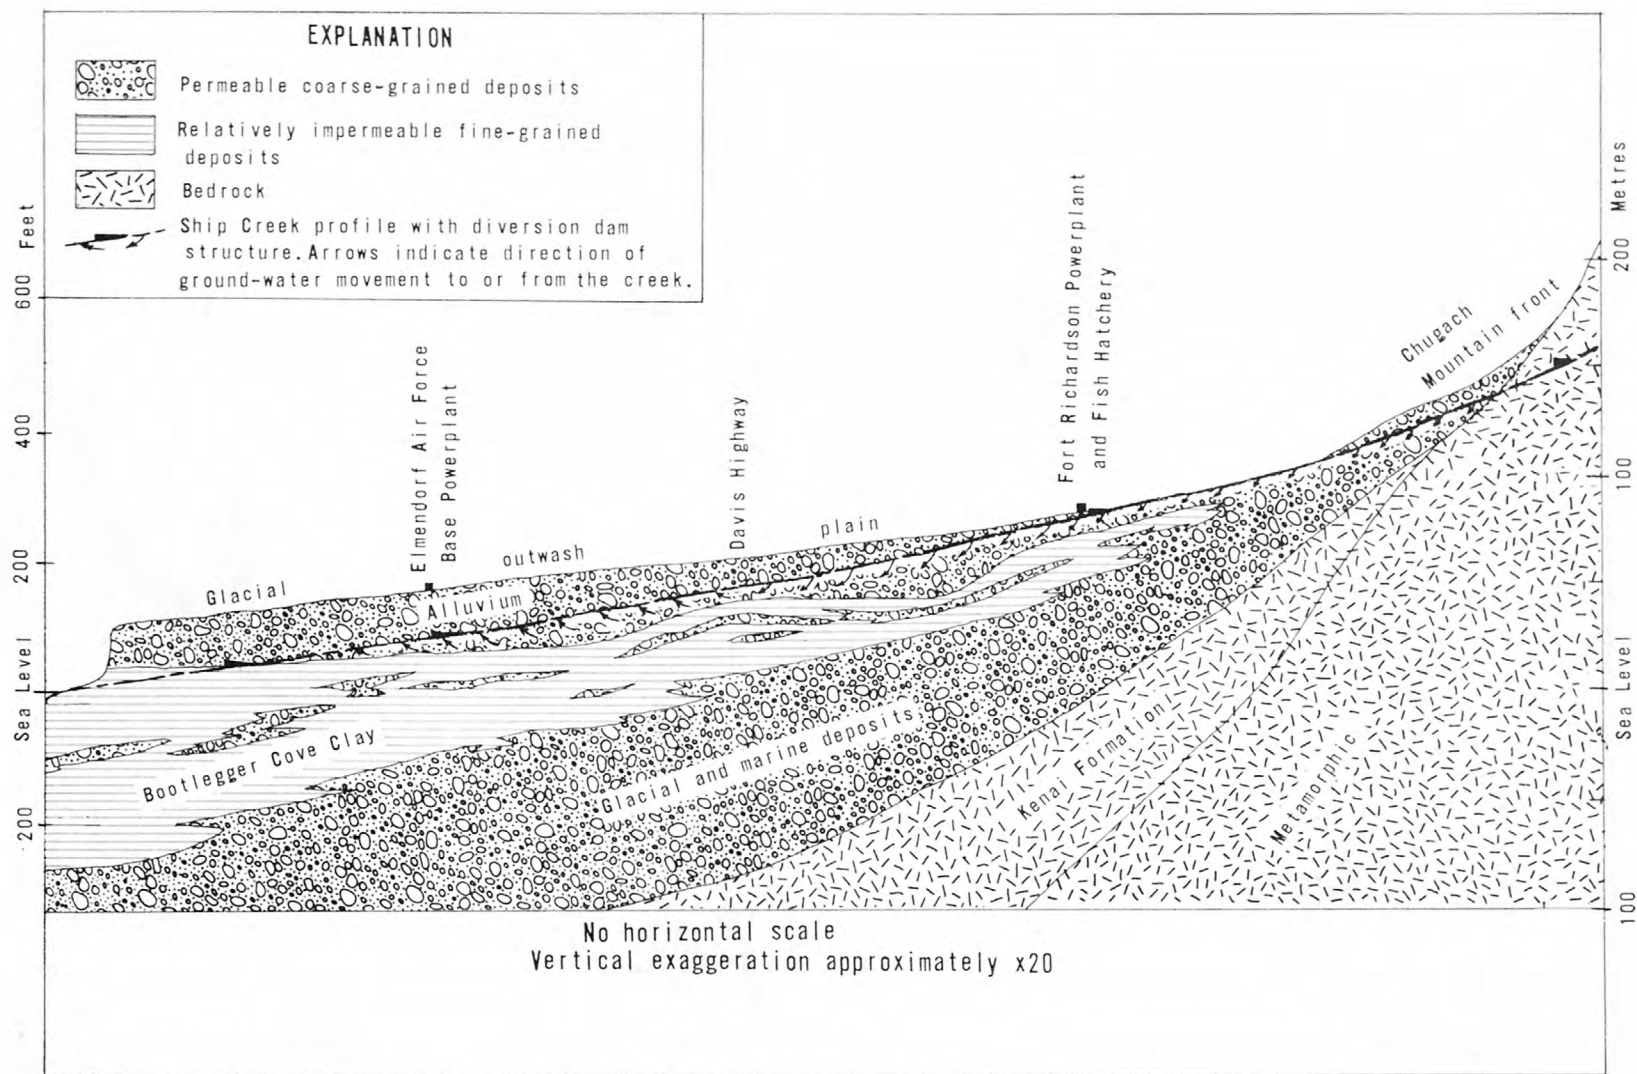 EXPLANATION
Permeable coarse-grained deposits
Relatively impermeable fine-grained
deposits
Bedrock
Ship Creek profile with diversion dam
structure. Arrows indicate direction of
ground-water movement to or from the creek.
Feet
600
400
200
Sea Level
200
200
Metres
200
100
Sea Level
100
Elmendorf Air Force
Base Powerplant
Davis Highway
Fort Richardson Powerplant
and Fish Hatchery
Chugach
Mountain front
Glacial
outwash
plain
Alluvium
Bootlegger Cove Clay
Glacial and marine deposits
Kenai Formation
Metamorphic
No horizontal scale
Vertical exaggeration approximately x20